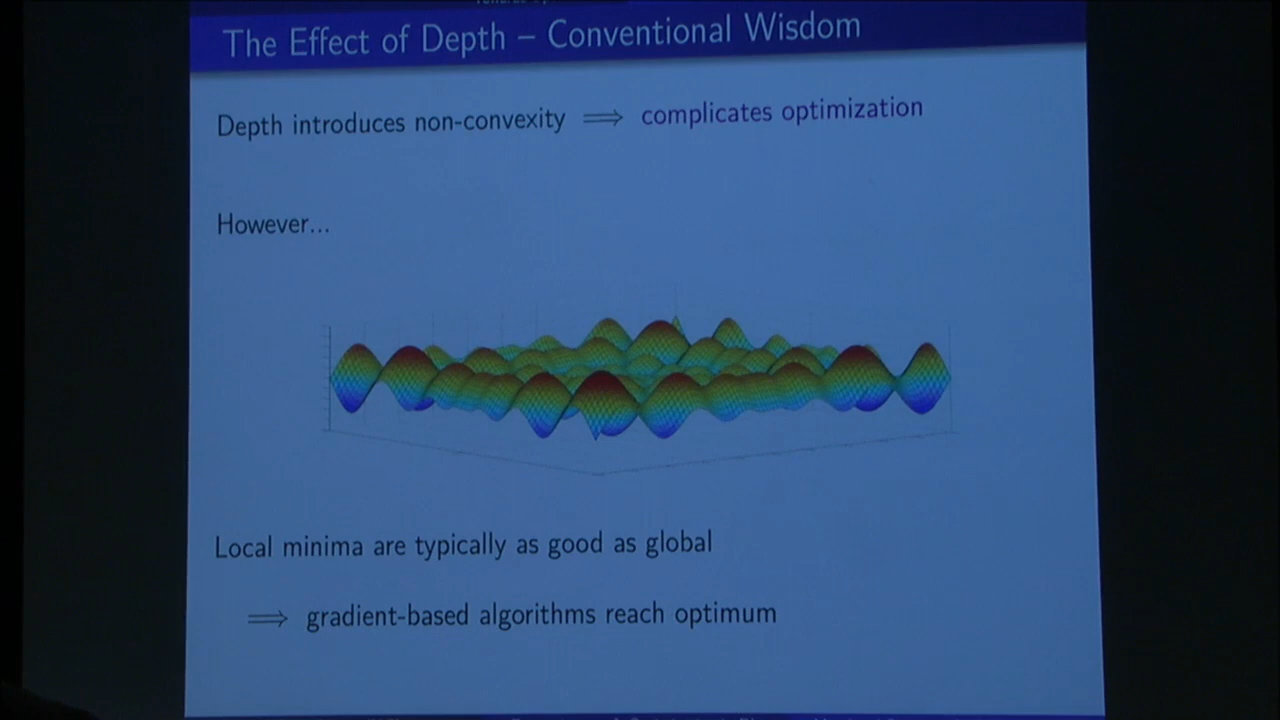 The Effect of Depth – Conventional Wisdom
Depth introduces non-convexity ⟹ complicates optimization
However...
Local minima are typically as good as global
⟹ gradient-based algorithms reach optimum